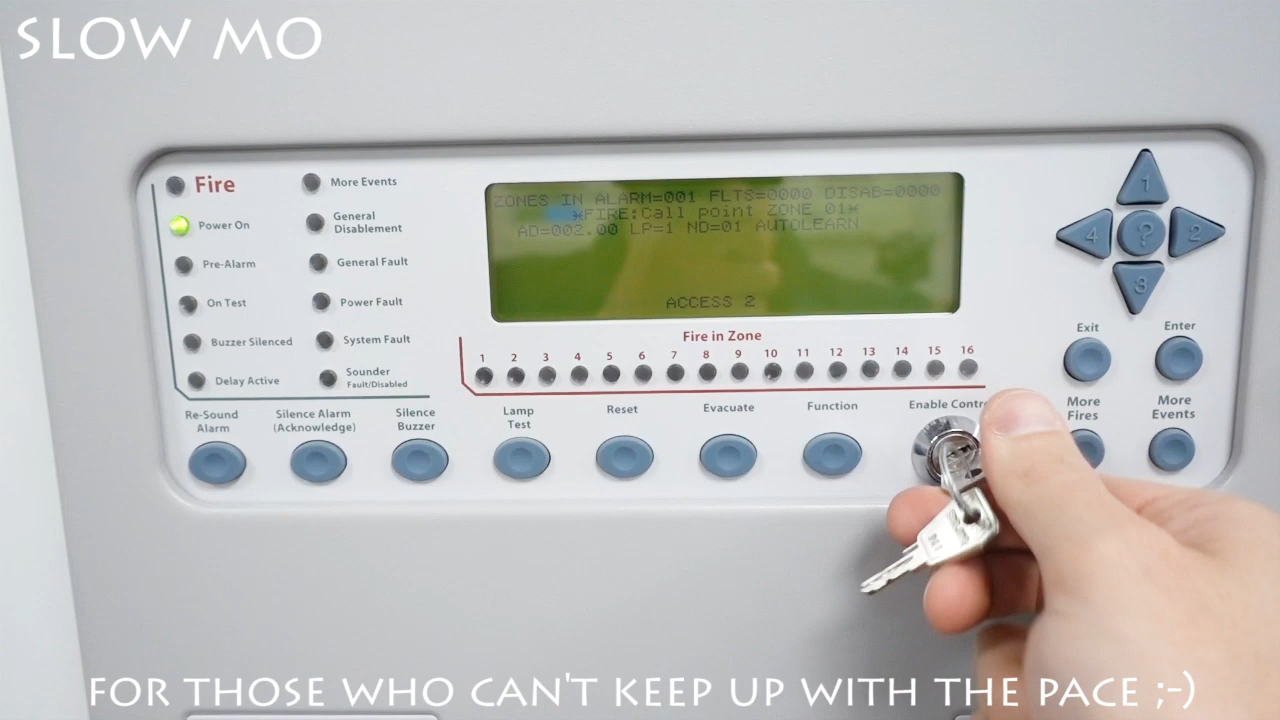 SLOW MO
Fire
Power On
Pre-Alarm
On Test
Buzzer Silenced
Delay Active
More Events
General
Disablement
General Fault
Power Fault
System Fault
Sounder
Fault/Disabled
ZONES IN ALARM=001 FLTS=0000 DISAB=0000
*FIRE:Call point ZONE 01*
AD=002.00 LP=1 ND=01 AUTOLEARN
ACCESS 2
Fire in Zone
1 2 3 4 5 6 7 8 9 10 11 12 13 14 15 16
1
4 ? 2
3
Exit
Enter
More
Fires
More
Events
Re-Sound
Alarm
Silence Alarm
(Acknowledge)
Silence
Buzzer
Lamp
Test
Reset
Evacuate
Function
Enable Contr
FOR THOSE WHO CAN'T KEEP UP WITH THE PACE ;-)